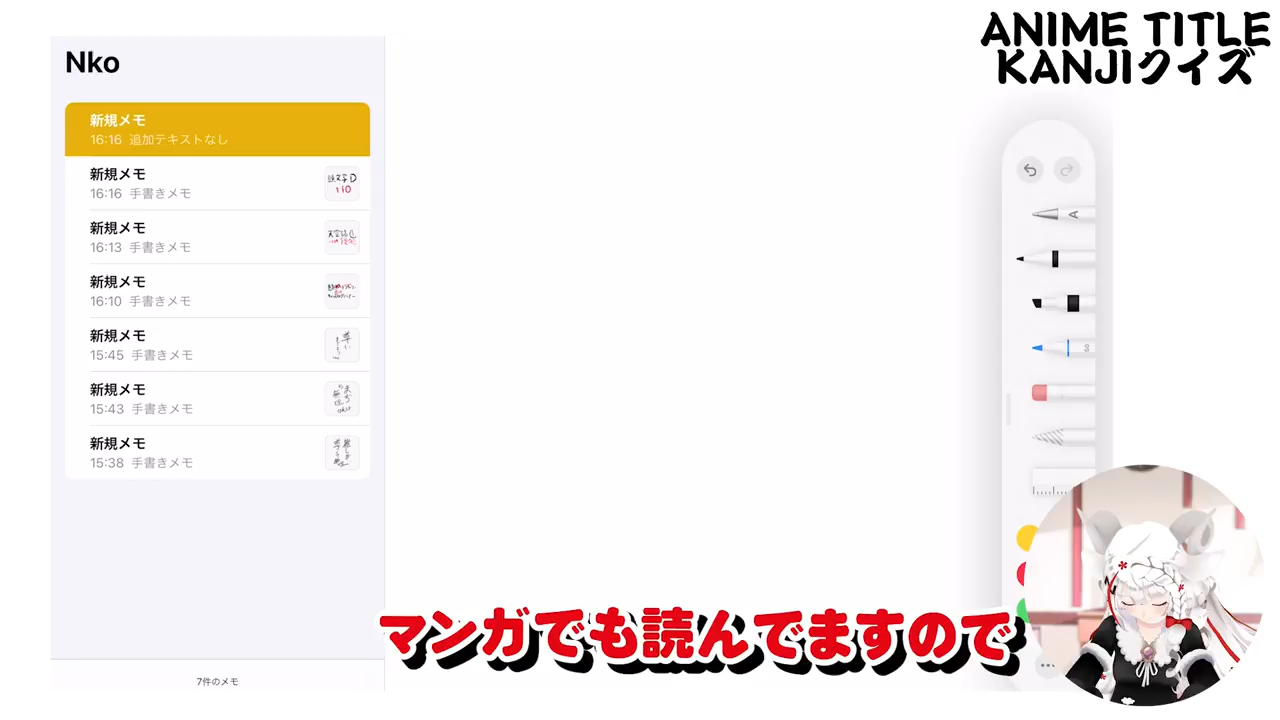 ANIME TITLE
KANJIクイズ
Nko
新規メモ
16:16 追加テキストなし
新規メモ
16:16 手書きメモ
頭文字D
新規メモ
16:13 手書きメモ
新規メモ
16:10 手書きメモ
新規メモ
15:45 手書きメモ
新規メモ
15:43 手書きメモ
新規メモ
15:38 手書きメモ
7件のメモ
A
50
マンガでも読んでますので